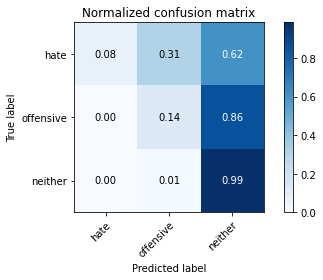 Normalized confusion matrix
True label
hate 0.08 0.31 0.62
offensive 0.00 0.14 0.86
neither 0.00 0.01 0.99
hate offensive neither
Predicted label
0.8
0.6
0.4
0.2
0.0